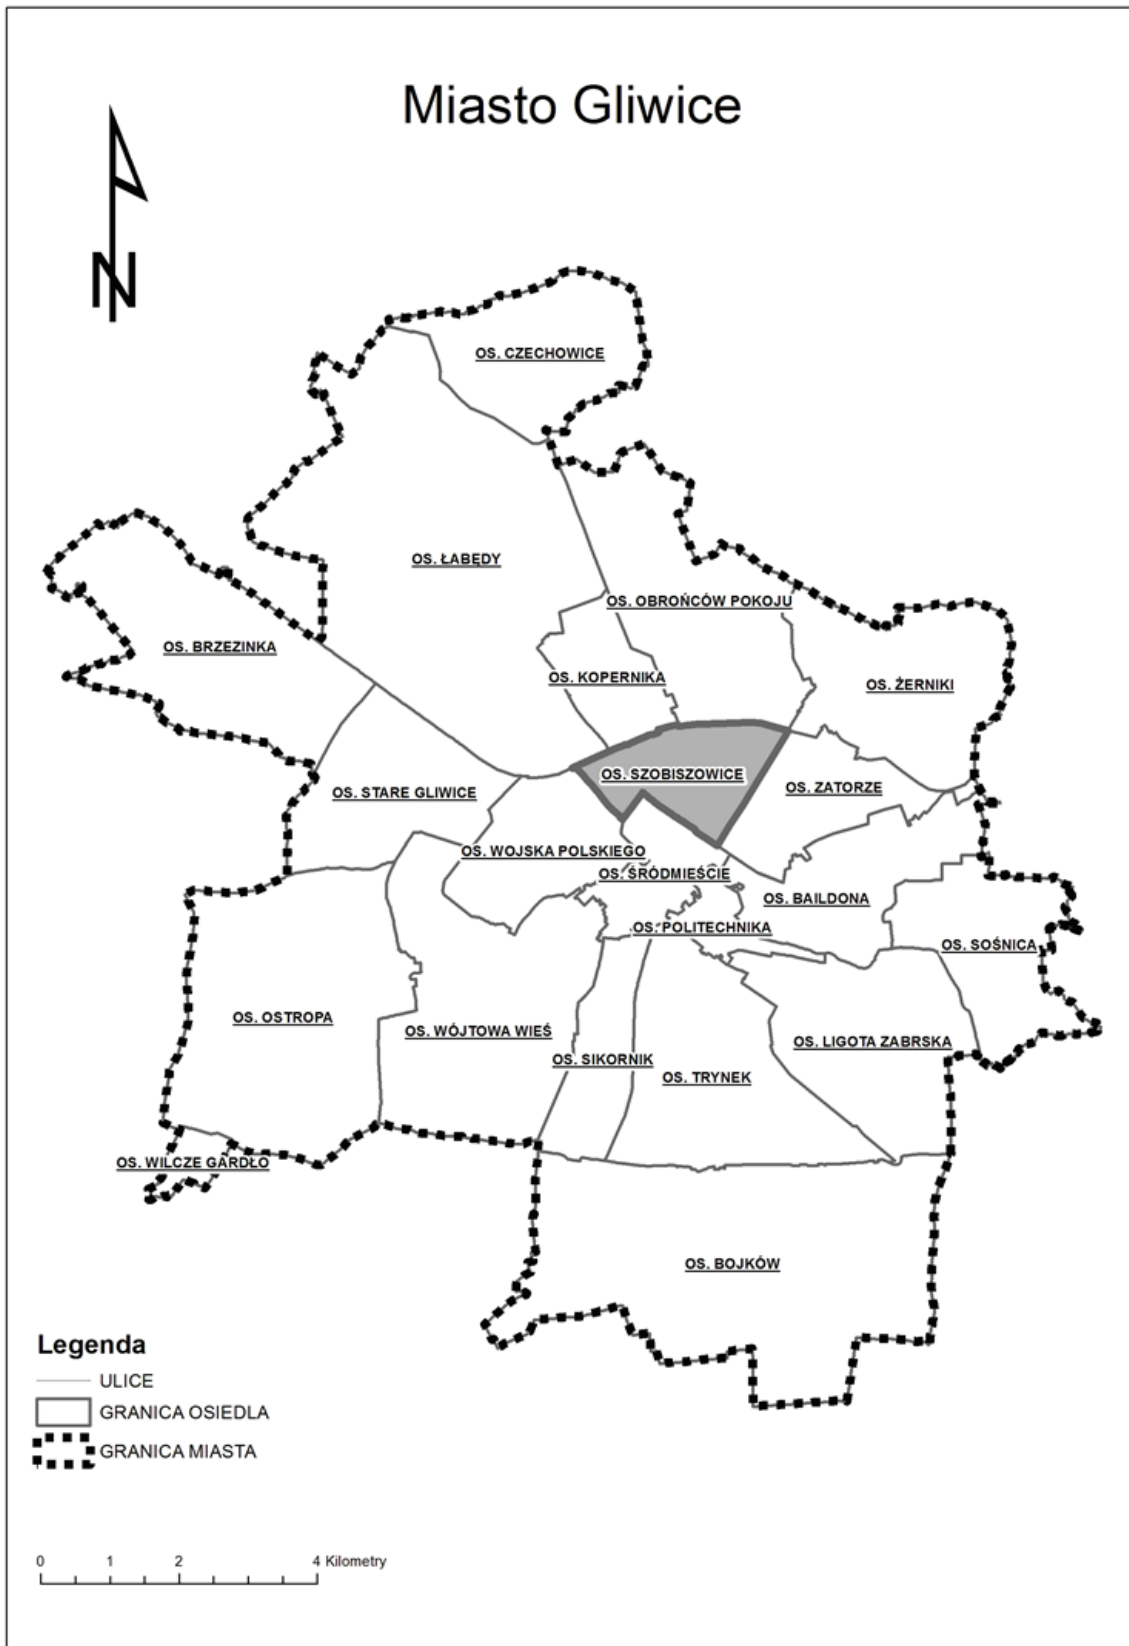 Miasto Gliwice
N
OS. CZECHOWICE
OS. ŁABĘDY
OS. OBROŃCÓW POKOJU
OS. BRZEZINKA
OS. KOPERNIKA
OS. ŻERNIKI
OS. SZOBISZOWICE
OS. ZATORZE
OS. STARE GLIWICE
OS. WOJSKA POLSKIEGO
OS. ŚRÓDMIEŚCIE
OS. BAILDONA
OS. POLITECHNIKA
OS. SOŚNICA
OS. OSTROPA
OS. WÓJTOWA WIEŚ
OS. LIGOTA ZABRSKA
OS. SIKORNIK
OS. TRYNEK
OS. WILCZE GARDŁO
OS. BOJKÓW
Legenda
ULICE
GRANICA OSIEDLA
GRANICA MIASTA
0 1 2 4 Kilometry